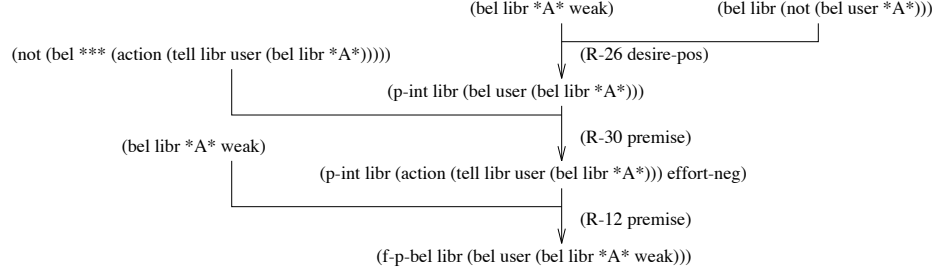 (bel libr *A* weak)
(bel libr (not (bel user *A*)))
(not (bel *** (action (tell libr user (bel libr *A*)))))
(R-26 desire-pos)
(p-int libr (bel user (bel libr *A*)))
(R-30 premise)
(bel libr *A* weak)
(p-int libr (action (tell libr user (bel libr *A*))) effort-neg)
(R-12 premise)
(f-p-bel libr (bel user (bel libr *A* weak)))